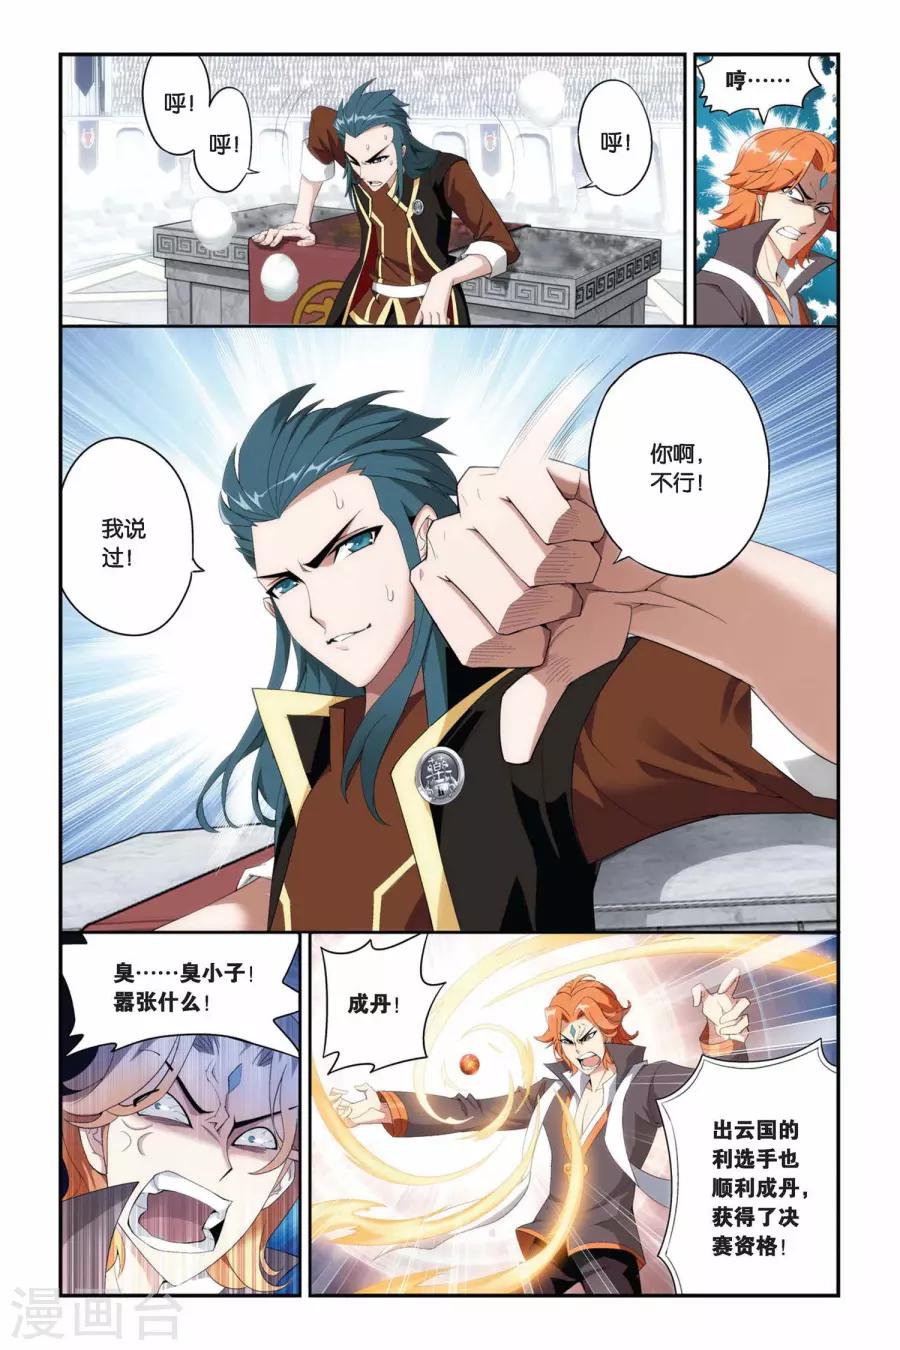 呼！
呼！
呼！
哼……
你啊，
不行！
我说
过！
臭……臭小子！
嚣张什么！
成丹！
出云国的
利选手也
顺利成丹，
获得了决
赛资格！
漫画台